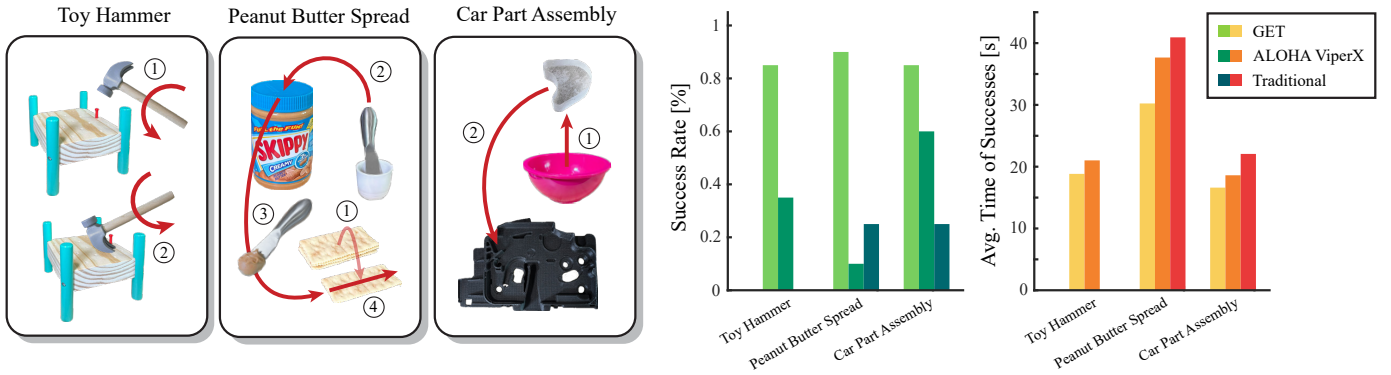 Toy Hammer
Peanut Butter Spread
Car Part Assembly
1
2
2
SKIPPY
CREAMY
3
1
4
2
1
Success Rate [%]
1
0.8
0.6
0.4
0.2
0
Toy Hammer
Peanut Butter Spread
Car Part Assembly
Avg. Time of Successes [s]
40
30
20
10
0
Toy Hammer
Peanut Butter Spread
Car Part Assembly
GET
ALOHA ViperX
Traditional